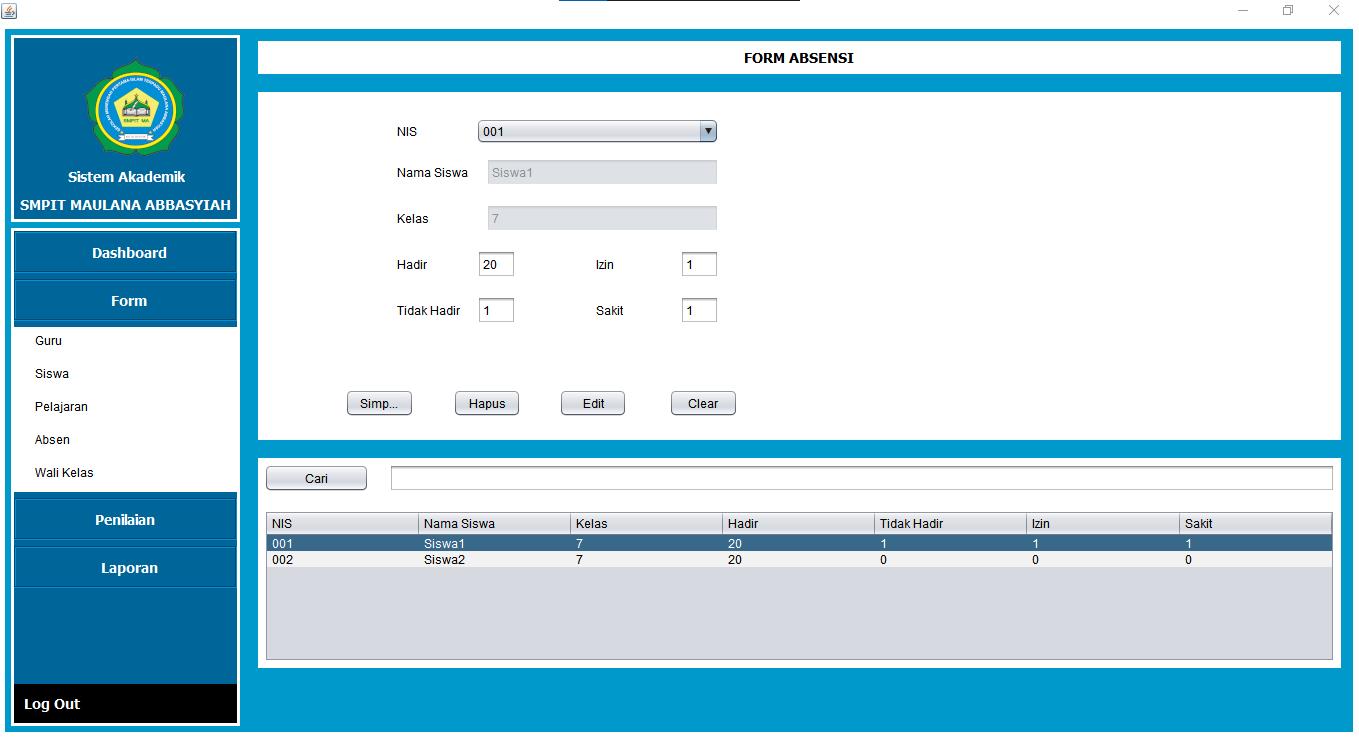 FORM ABSENSI
SMPIT MA
Sistem Akademik
SMPIT MAULANA ABBASYIAH
Dashboard
Form
Guru
Siswa
Pelajaran
Absen
Wali Kelas
Penilaian
Laporan
Log Out
NIS 001
Nama Siswa Siswa1
Kelas 7
Hadir 20 Izin 1
Tidak Hadir 1 Sakit 1
Simp... Hapus Edit Clear
Cari
NIS Nama Siswa Kelas Hadir Tidak Hadir Izin Sakit
001 Siswa1 7 20 1 1 1
002 Siswa2 7 20 0 0 0